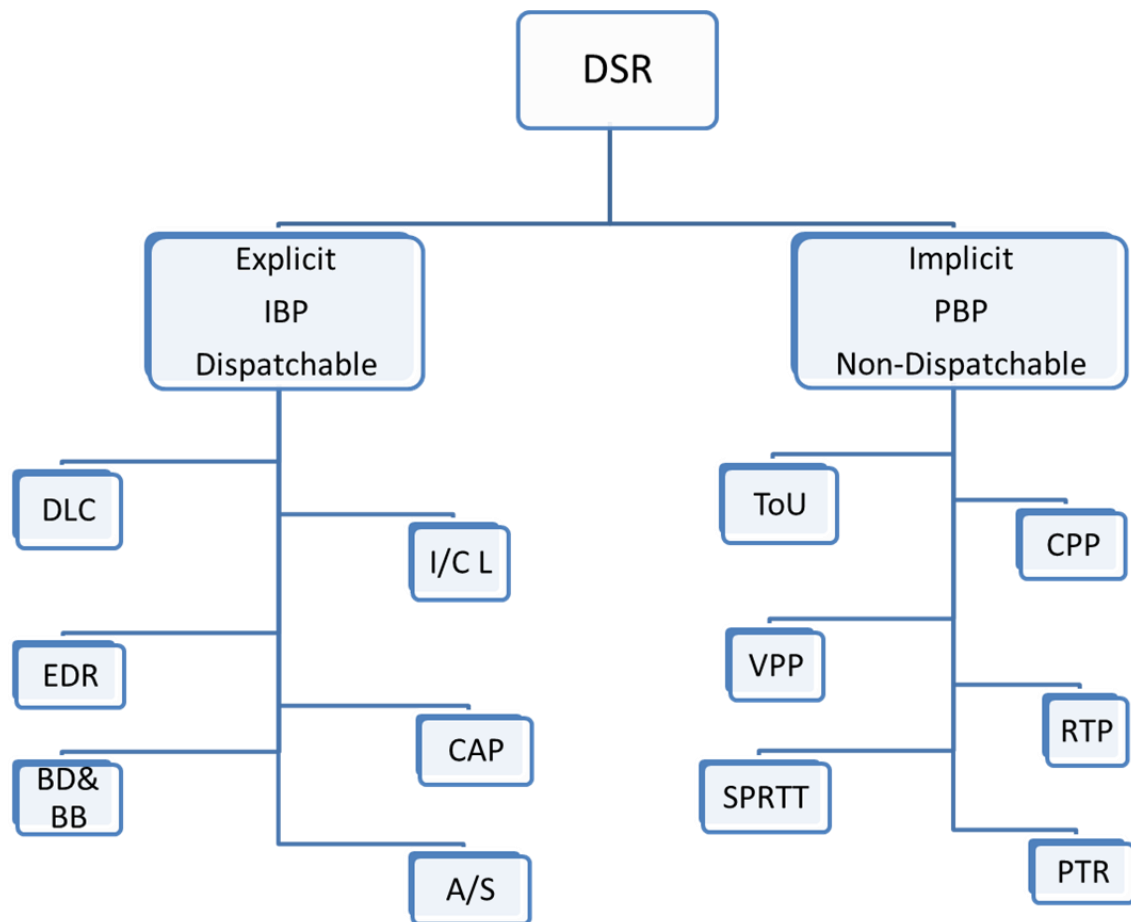 DSR
Explicit
IBP
Dispatchable
Implicit
PBP
Non-Dispatchable
DLC
I/C L
EDR
CAP
BD&
BB
A/S
ToU
CPP
VPP
RTP
SPRTT
PTR